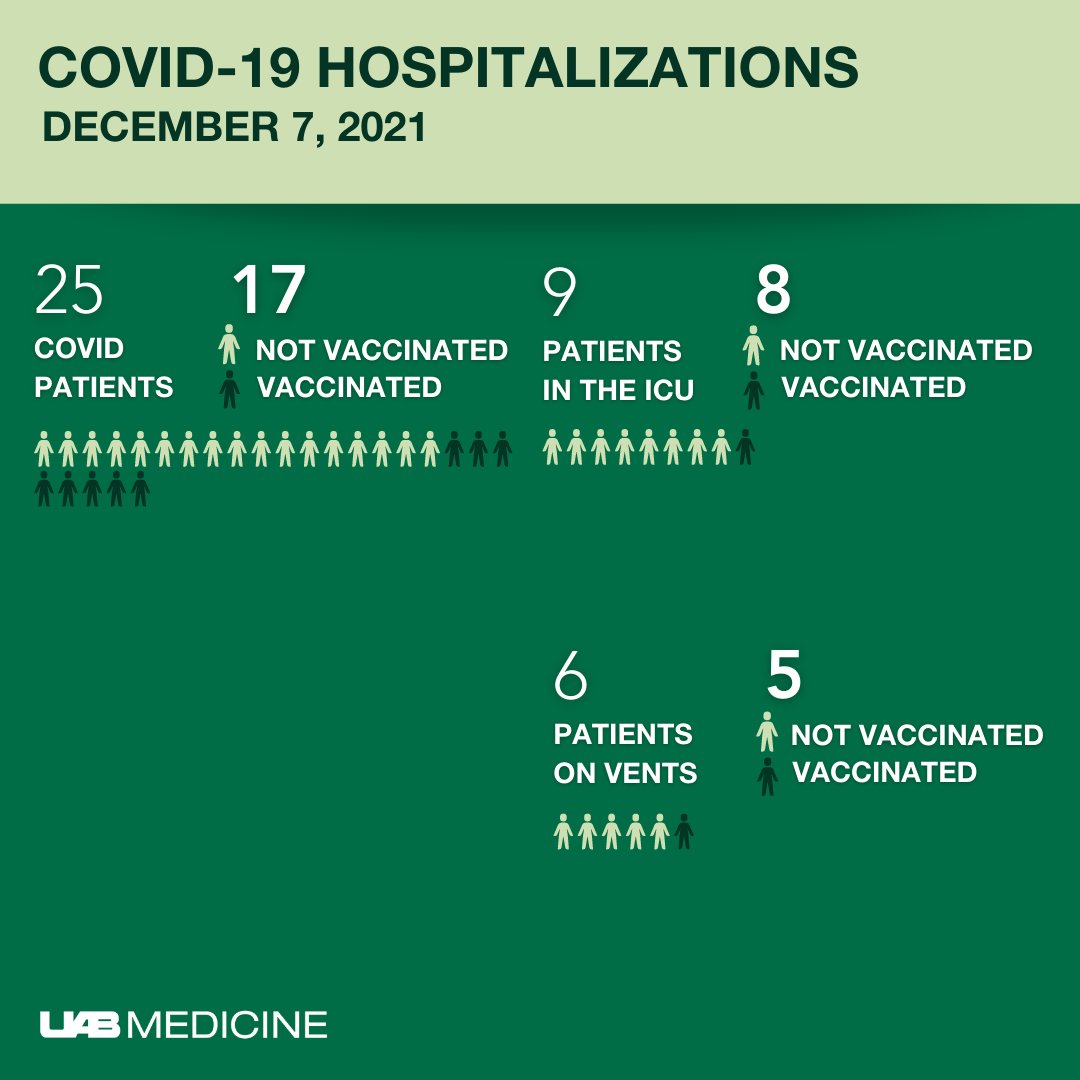 COVID-19 HOSPITALIZATIONS
DECEMBER 7, 2021
25
COVID
PATIENTS
17
NOT VACCINATED
VACCINATED
9
PATIENTS
IN THE ICU
8
NOT VACCINATED
VACCINATED
6
PATIENTS
ON VENTS
5
NOT VACCINATED
VACCINATED
UAB MEDICINE